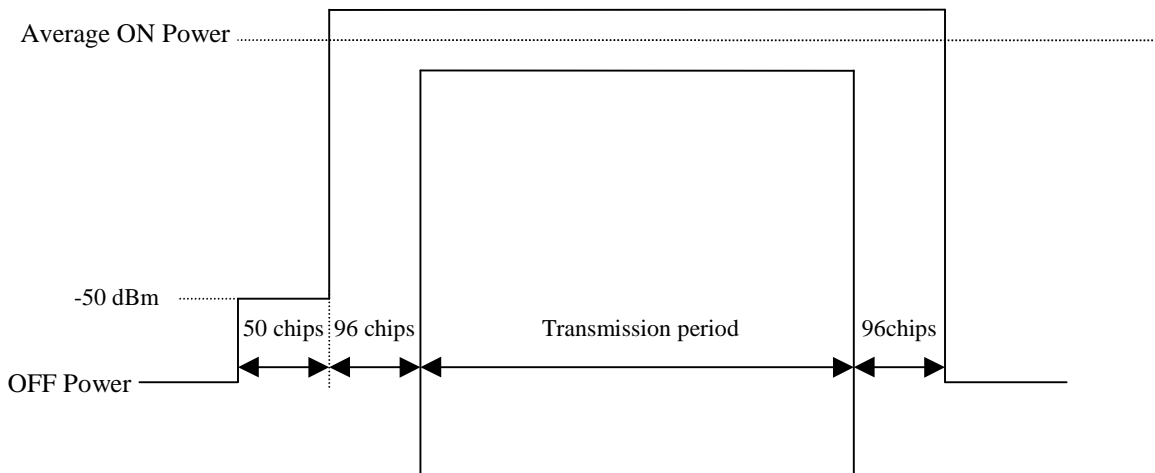 Average ON Power
-50 dBm
50 chips
96 chips
Transmission period
96chips
OFF Power